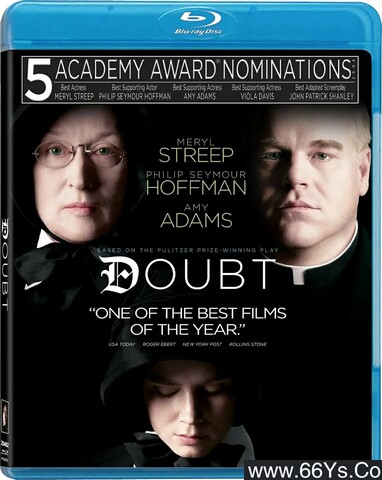 Blu-ray Disc
5 ACADEMY AWARD NOMINATIONS
Best Actress Best Supporting Actor Best Supporting Actress Best Supporting Actress Best Adapted Screenplay
MERYL STREEP PHILIP SEYMOUR HOFFMAN AMY ADAMS VIOLA DAVIS JOHN PATRICK SHANLEY
MERYL
STREEP
PHILIP SEYMOUR
HOFFMAN
AMY
ADAMS
BASED ON THE PULITZER PRIZE-WINNING PLAY
DOUBT
"ONE OF THE BEST FILMS
OF THE YEAR."
USA TODAY ROGER EBERT NEW YORK POST ROLLING STONE
DOUBT
www.66Ys.Co